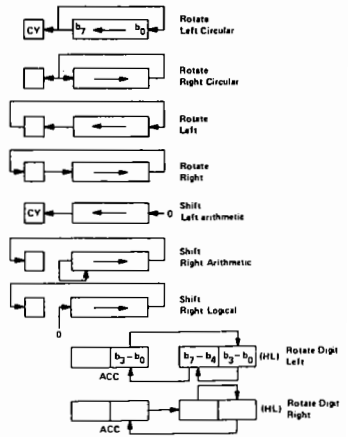 CY b7 b0 Rotate
Left Circular
Rotate
Right Circular
Rotate
Left
Rotate
Right
CY 0 Shift
Left arithmetic
Shift
Right Arithmetic
Shift
Right Logical
0
b3-b0 b7-b4 b3-b0 (HL) Rotate Digit
Left
ACC
(HL) Rotate Digit
Right
ACC